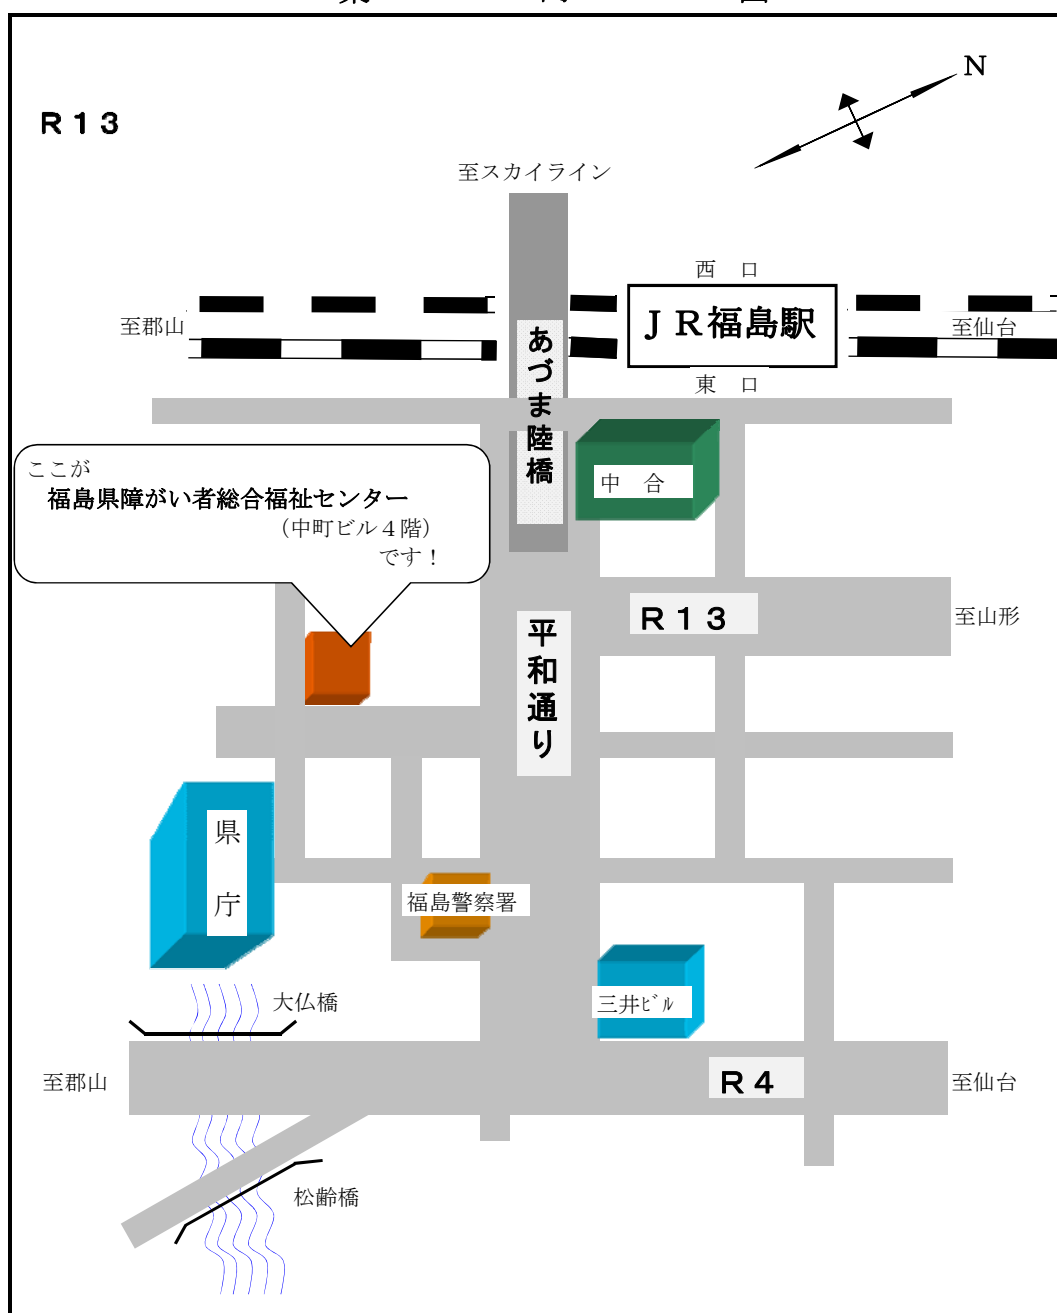 N
R13
至スカイライン
西 口
JR福島駅
至郡山
至仙台
あづま陸橋
東 口
中 合
ここが
福島県障がい者総合福祉センター
(中町ビル4階)
です!
R13
至山形
平和通り
県庁
福島警察署
三井ビル
大仏橋
至郡山
R4
至仙台
松齢橋